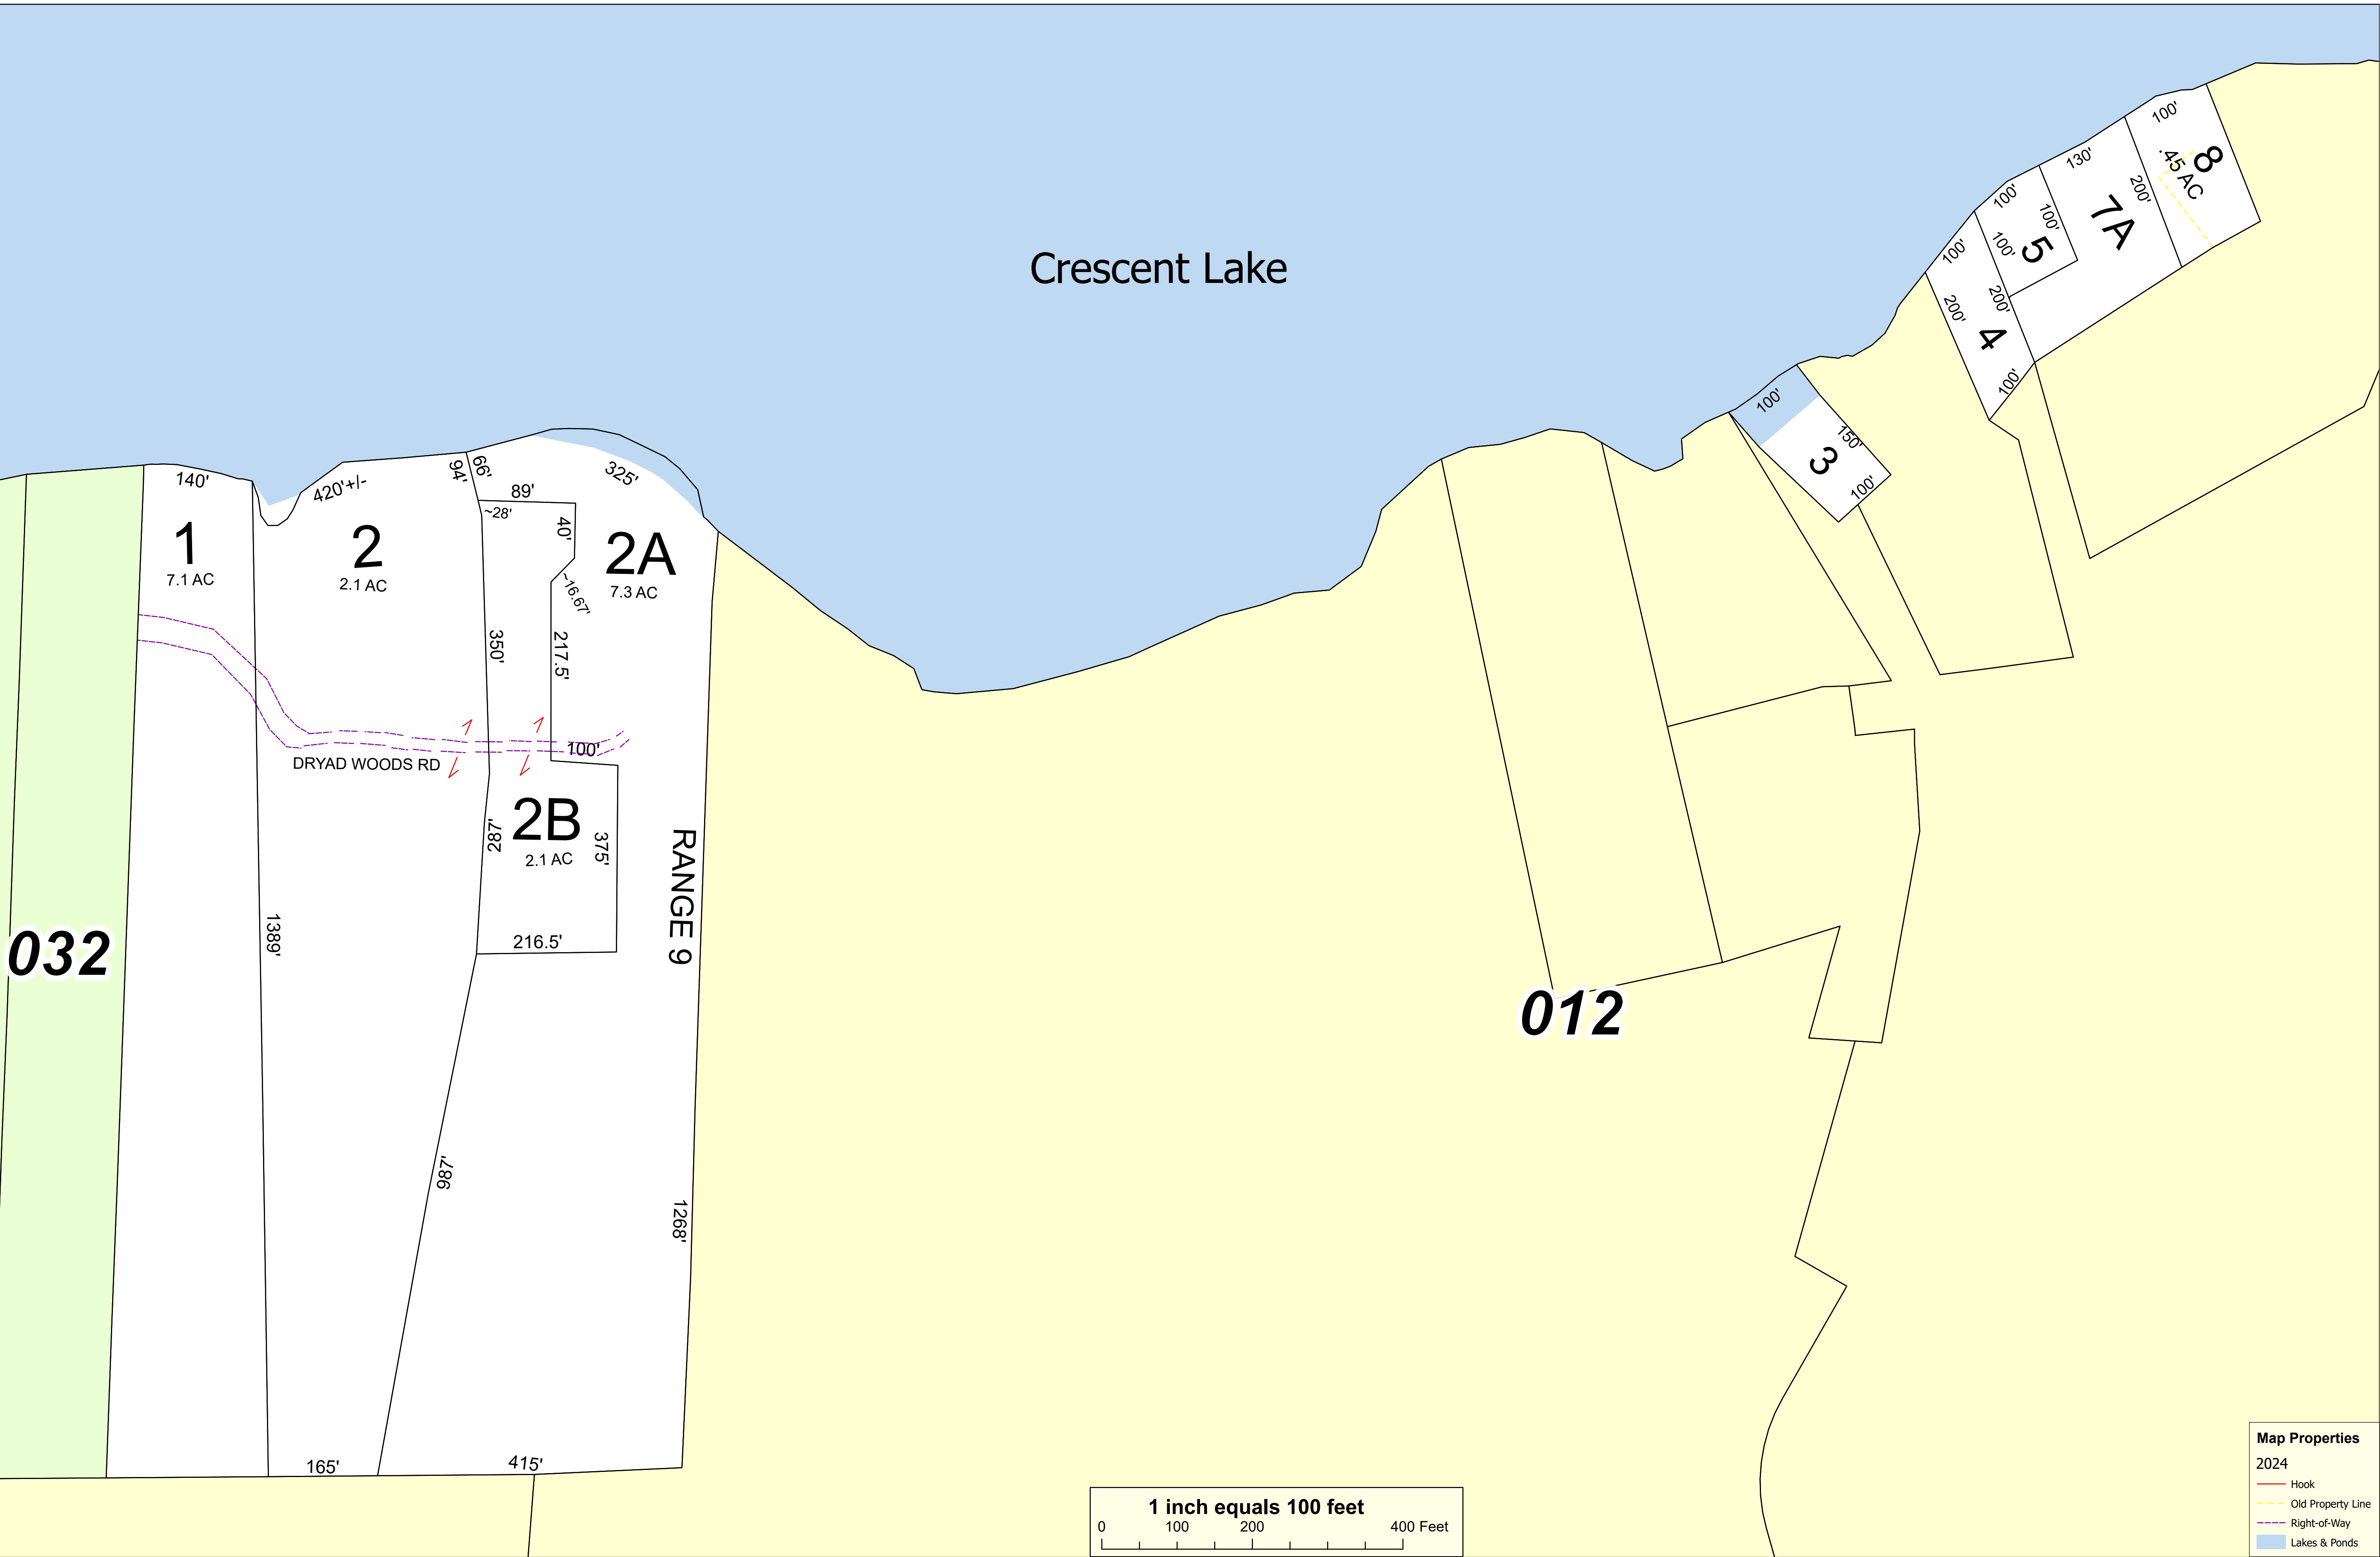 Crescent Lake
100'
8
.45 AC
130'
200'
7A
100'
100'
100'
5
100'
200'
200'
4
100'
100'
150'
3
100'
140'
420'+/-
94'
66'
89'
~28'
325'
40'
1
7.1 AC
2
2.1 AC
2A
7.3 AC
~16.67'
350'
217.5'
100'
DRYAD WOODS RD
2B
2.1 AC
287'
375'
RANGE 9
216.5'
032
1389'
012
987'
1268'
165'
415'
1 inch equals 100 feet
0 100 200 400 Feet
Map Properties
2024
Hook
Old Property Line
Right-of-Way
Lakes & Ponds